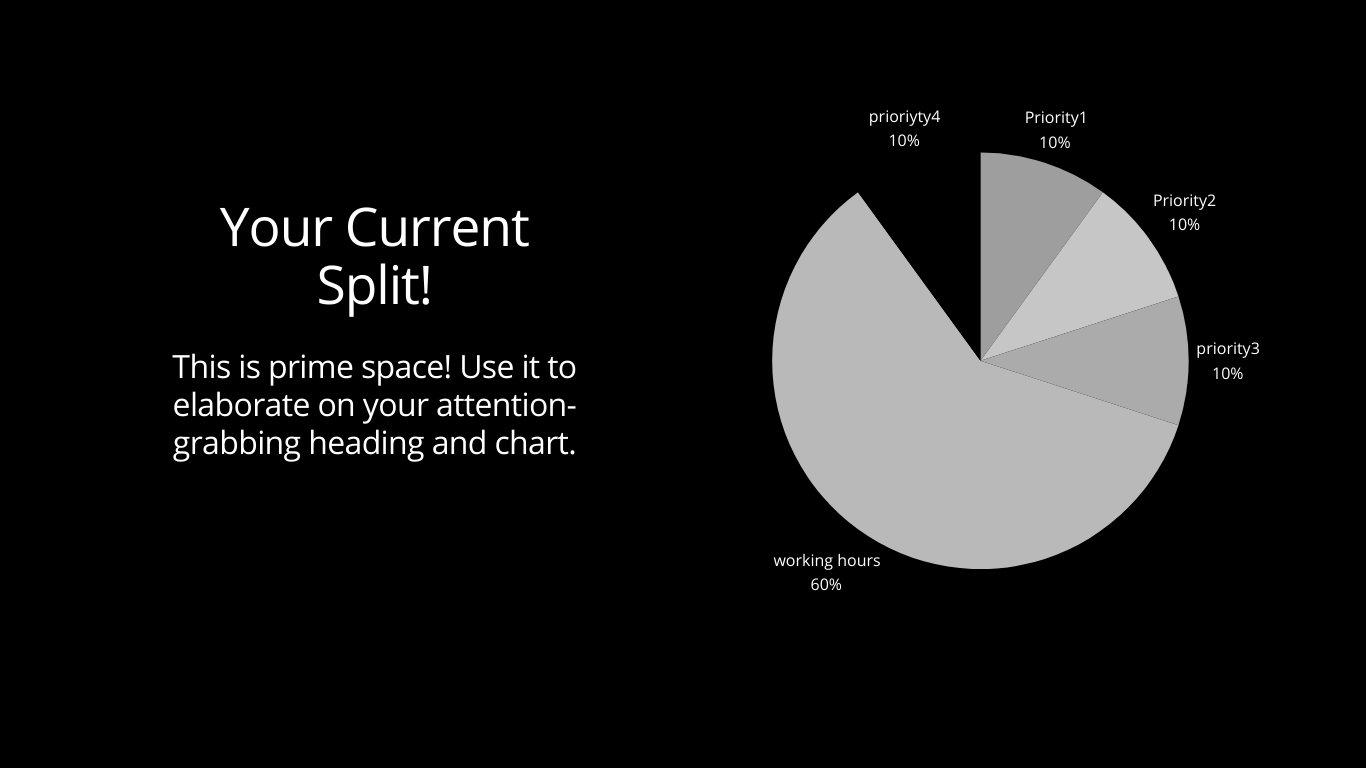 Your Current
Split!
This is prime space! Use it to
elaborate on your attention-
grabbing heading and chart.
prioriyty4
10%
Priority1
10%
Priority2
10%
priority3
10%
working hours
60%